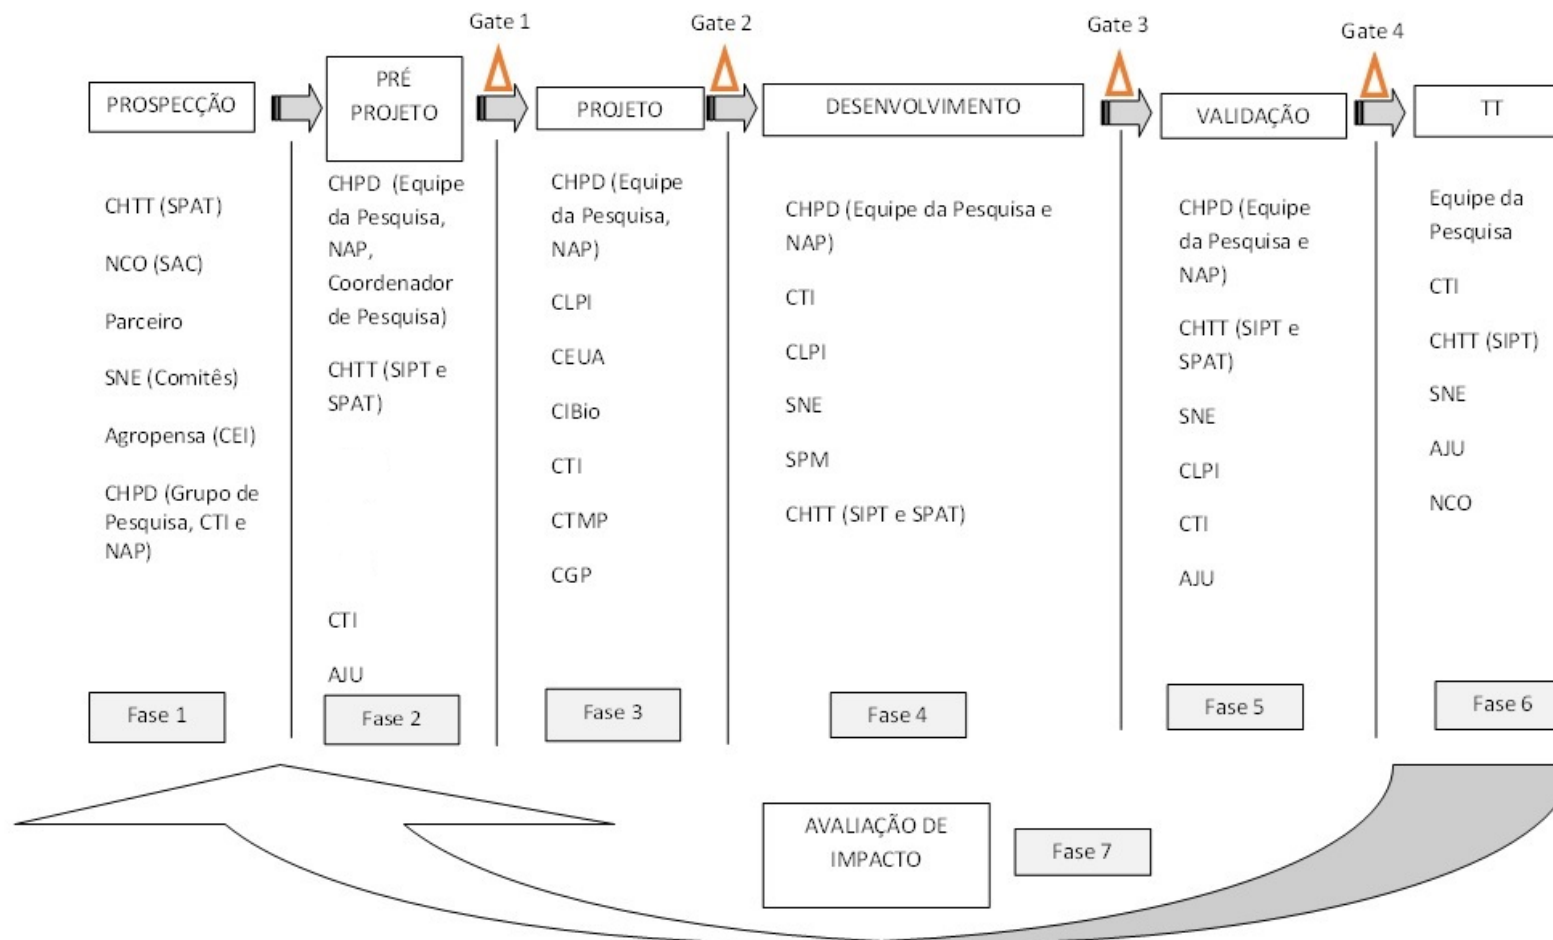 Gate 1
Gate 2
Gate 3
Gate 4
PROSPECÇÃO
PRÉ
PROJETO
PROJETO
DESENVOLVIMENTO
VALIDAÇÃO
TT
CHTT (SPAT)
NCO (SAC)
Parceiro
SNE (Comitês)
Agropensa (CEI)
CHPD (Grupo de
Pesquisa, CTI e
NAP)
Fase 1
CHPD (Equipe
da Pesquisa,
NAP,
Coordenador
de Pesquisa)
CHTT (SIPT e
SPAT)
CTI
AJU
Fase 2
CHPD (Equipe
da Pesquisa,
NAP)
CLPI
CEUA
CIBio
CTI
CTMP
CGP
Fase 3
CHPD (Equipe da Pesquisa e
NAP)
CTI
CLPI
SNE
SPM
CHTT (SIPT e SPAT)
Fase 4
CHPD (Equipe
da Pesquisa e
NAP)
CHTT (SIPT e
SPAT)
SNE
CLPI
CTI
AJU
Fase 5
Equipe da
Pesquisa
CTI
CHTT (SIPT)
SNE
AJU
NCO
Fase 6
AVALIAÇÃO DE
IMPACTO
Fase 7